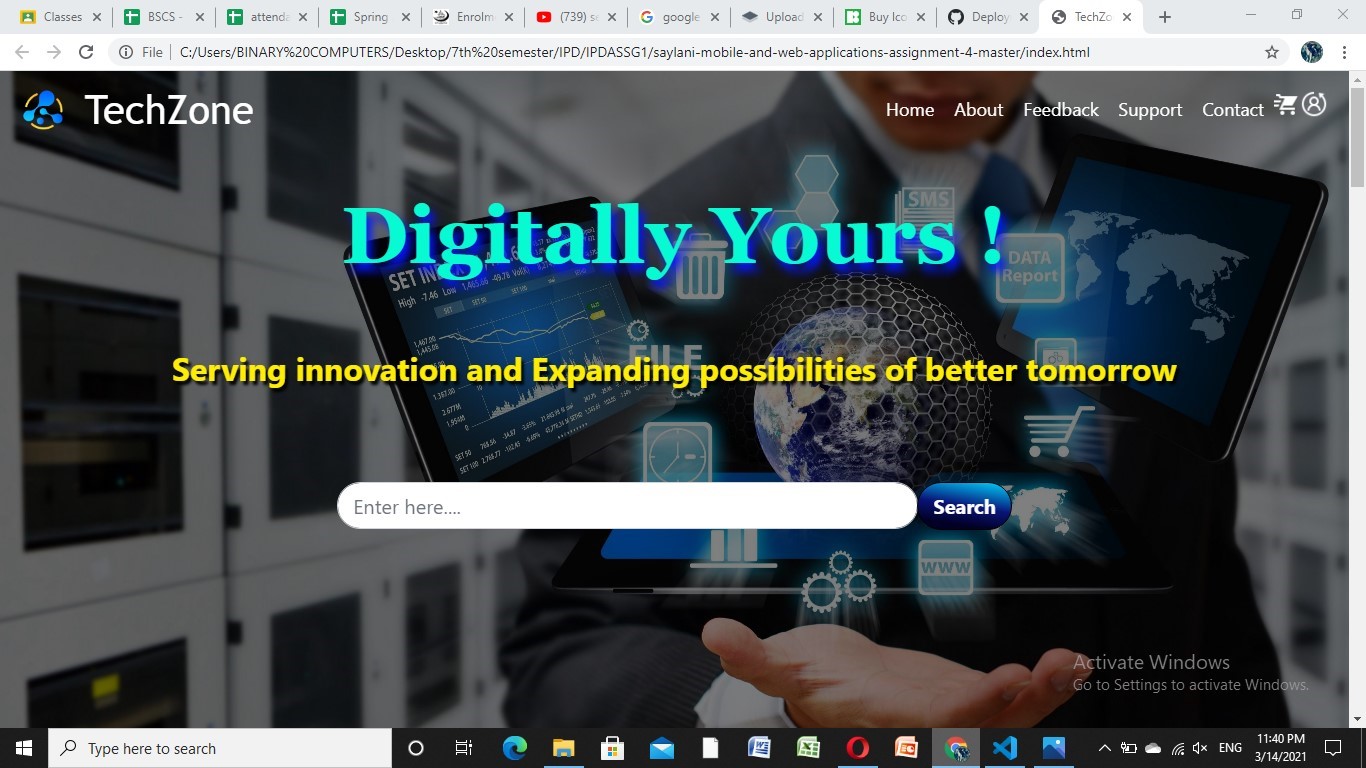 Classes
BSCS -
attenda
Spring
Enrolm
(739) s
google
Upload
Buy Ico
Deploy
TechZo
File
C:/Users/BINARY%20COMPUTERS/Desktop/7th%20semester/IPD/IPDASSG1/saylani-mobile-and-web-applications-assignment-4-master/index.html
TechZone
Home About Feedback Support Contact
SMS
Digitally Yours !
DATA
Report
High -7.46 Low
FILE
Serving innovation and Expanding possibilities of better tomorrow
Enter here....
Search
www
Activate Windows
Go to Settings to activate Windows.
Type here to search
ENG
11:40 PM
3/14/2021